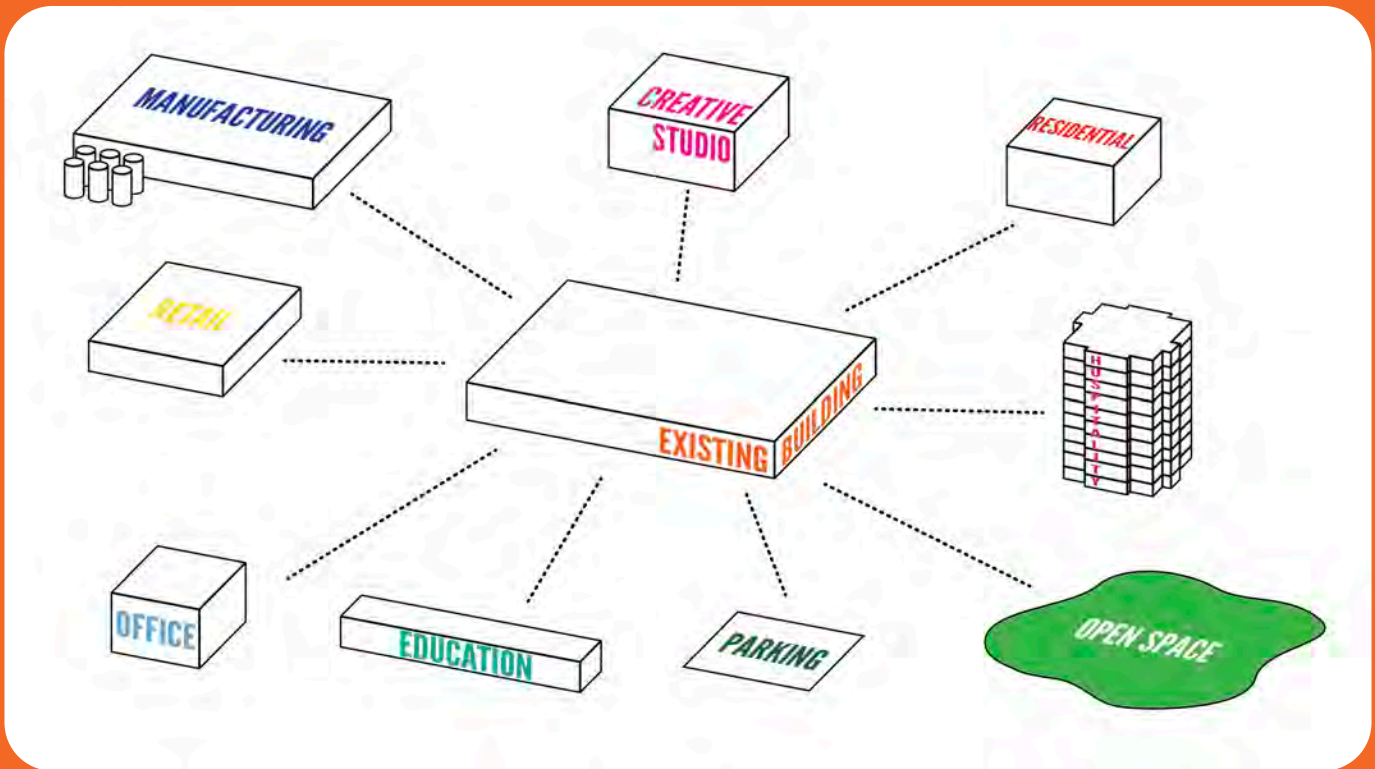 MANUFACTURING
CREATIVE
STUDIO
RESIDENTIAL
RETAIL
EXISTING BUILDING
HOSPITALITY
OFFICE
EDUCATION
PARKING
OPEN SPACE